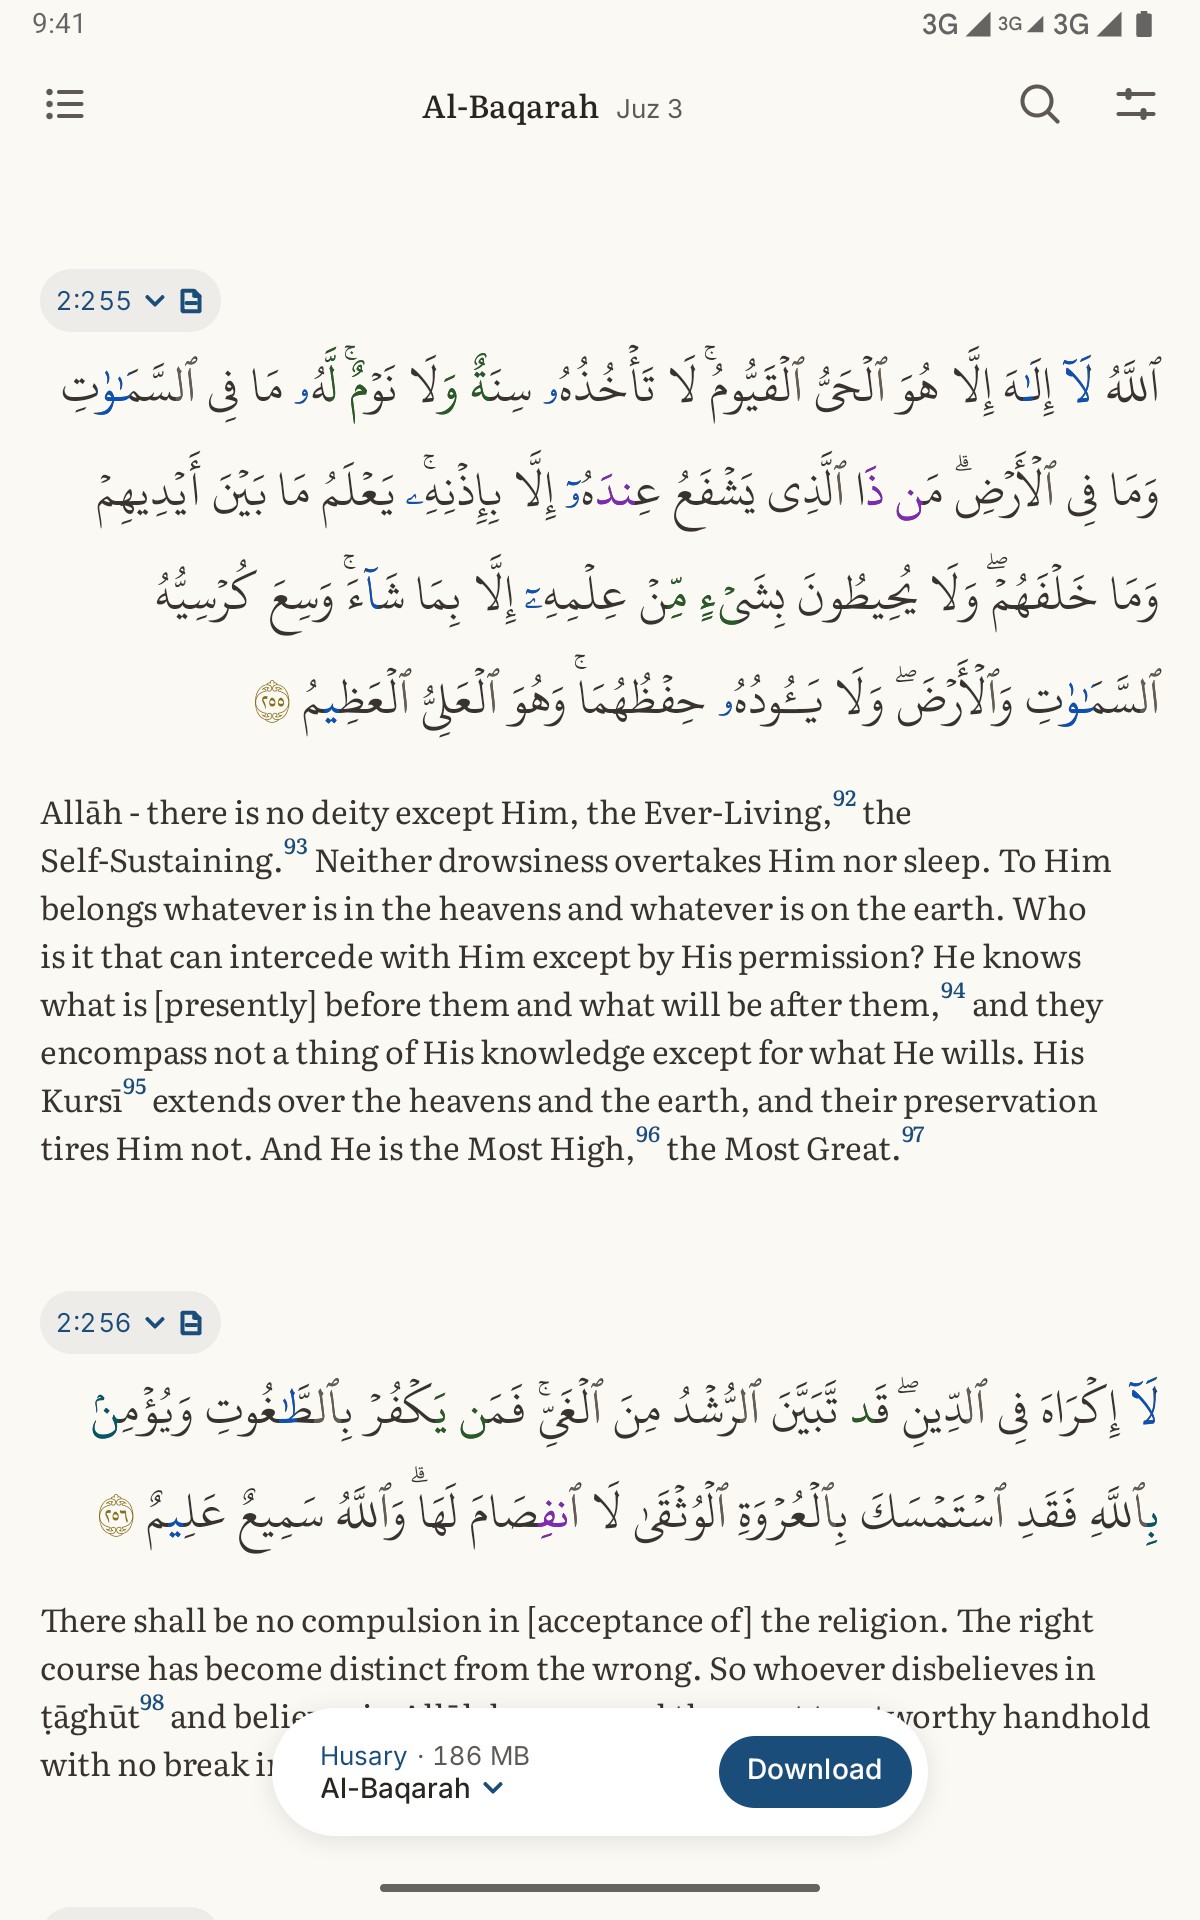 9:41
3G 3G 3G
Al-Baqarah Juz 3
2:255
ٱللَّهُ لَآ إِلَـٰهَ إِلَّا هُوَ ٱلْحَىُّ ٱلْقَيُّومُ ۚ لَا تَأْخُذُهُۥ سِنَةٌ وَلَا نَوْمٌ ۚ لَّهُۥ مَا فِى ٱلسَّمَـٰوَٰتِ
وَمَا فِى ٱلْأَرْضِ ۗ مَن ذَا ٱلَّذِى يَشْفَعُ عِندَهُۥٓ إِلَّا بِإِذْنِهِۦ ۚ يَعْلَمُ مَا بَيْنَ أَيْدِيهِمْ
وَمَا خَلْفَهُمْ ۖ وَلَا يُحِيطُونَ بِشَىْءٍ مِّنْ عِلْمِهِۦٓ إِلَّا بِمَا شَآءَ ۚ وَسِعَ كُرْسِيُّهُ
ٱلسَّمَـٰوَٰتِ وَٱلْأَرْضَ ۖ وَلَا يَـُٔودُهُۥ حِفْظُهُمَا ۚ وَهُوَ ٱلْعَلِىُّ ٱلْعَظِيمُ ٢٥٥
Allāh - there is no deity except Him, the Ever-Living,92 the
Self-Sustaining.93 Neither drowsiness overtakes Him nor sleep. To Him
belongs whatever is in the heavens and whatever is on the earth. Who
is it that can intercede with Him except by His permission? He knows
what is [presently] before them and what will be after them,94 and they
encompass not a thing of His knowledge except for what He wills. His
Kursī95 extends over the heavens and the earth, and their preservation
tires Him not. And He is the Most High,96 the Most Great.97
2:256
لَآ إِكْرَاهَ فِى ٱلدِّينِ ۖ قَد تَّبَيَّنَ ٱلرُّشْدُ مِنَ ٱلْغَىِّ ۚ فَمَن يَكْفُرْ بِٱلطَّـٰغُوتِ وَيُؤْمِنۢ
بِٱللَّهِ فَقَدِ ٱسْتَمْسَكَ بِٱلْعُرْوَةِ ٱلْوُثْقَىٰ لَا ٱنفِصَامَ لَهَا ۗ وَٱللَّهُ سَمِيعٌ عَلِيمٌ ٢٥٦
There shall be no compulsion in [acceptance of] the religion. The right
course has become distinct from the wrong. So whoever disbelieves in
ṭāghūt98 and handhold
with no break
Husary · 186 MB
Al-Baqarah
Download